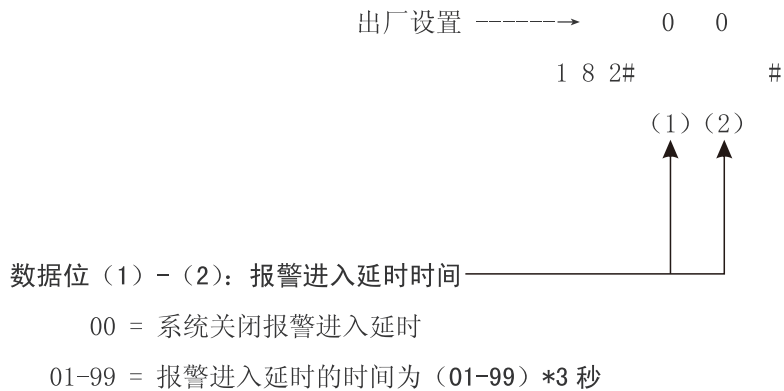 出厂设置 ------→ 0 0
1 8 2# #
（1）（2）
数据位（1）-（2）：报警进入延时时间
00 = 系统关闭报警进入延时
01-99 = 报警进入延时的时间为（01-99）*3 秒